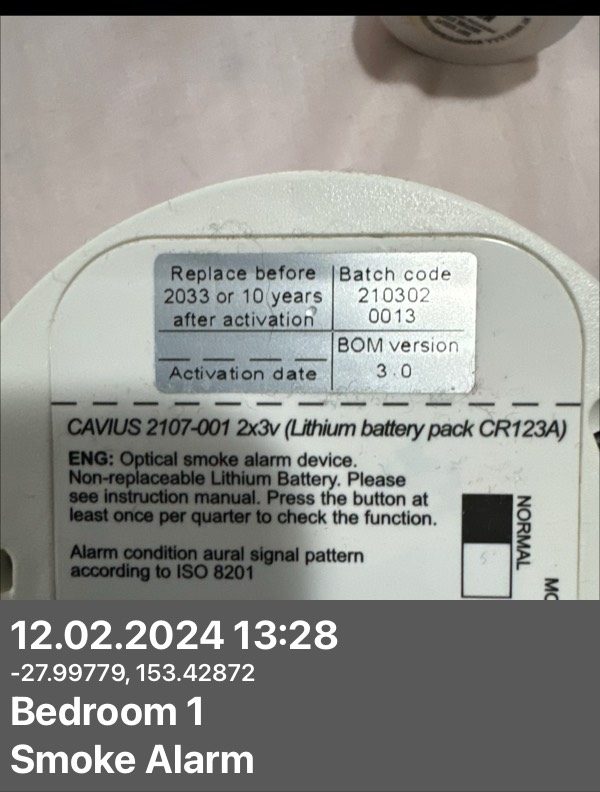 Replace before
2033 or 10 years
after activation
Batch code
210302
0013
BOM version
3.0
Activation date
CAVIUS 2107-001 2x3v (Lithium battery pack CR123A)
ENG: Optical smoke alarm device.
Non-replaceable Lithium Battery. Please
see instruction manual. Press the button at
least once per quarter to check the function.
Alarm condition aural signal pattern
according to ISO 8201
NORMAL
12.02.2024 13:28
-27.99779, 153.42872
Bedroom 1
Smoke Alarm